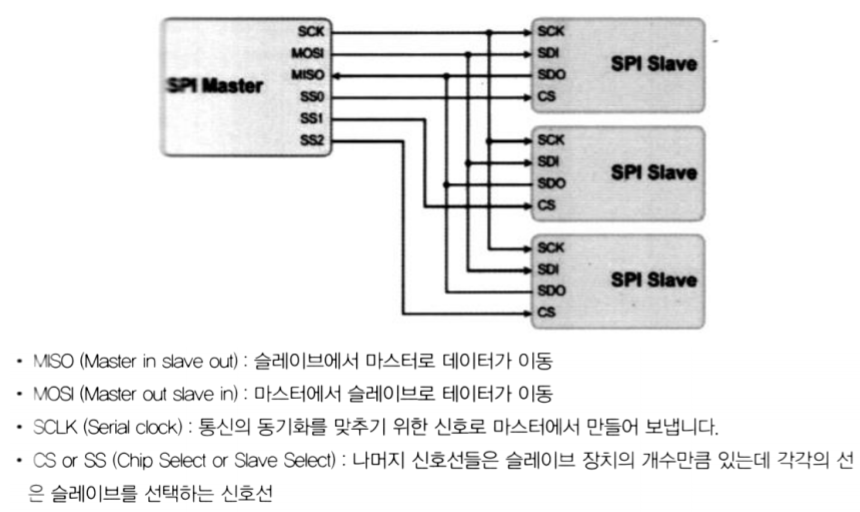 SPI Master
SCK
MOSI
MISO
SS0
SS1
SS2
SCK
SDI
SDO
CS
SPI Slave
SCK
SDI
SDO
CS
SPI Slave
SCK
SDI
SDO
CS
SPI Slave
• MISO (Master in slave out) : 슬레이브에서 마스터로 데이터가 이동
• MOSI (Master out slave in) : 마스터에서 슬레이브로 테이터가 이동
• SCLK (Serial clock) : 통신의 동기화를 맞추기 위한 신호로 마스터에서 만들어 보냅니다.
• CS or SS (Chip Select or Slave Select) : 나머지 신호선들은 슬레이브 장치의 개수만큼 있는데 각각의 선
은 슬레이브를 선택하는 신호선